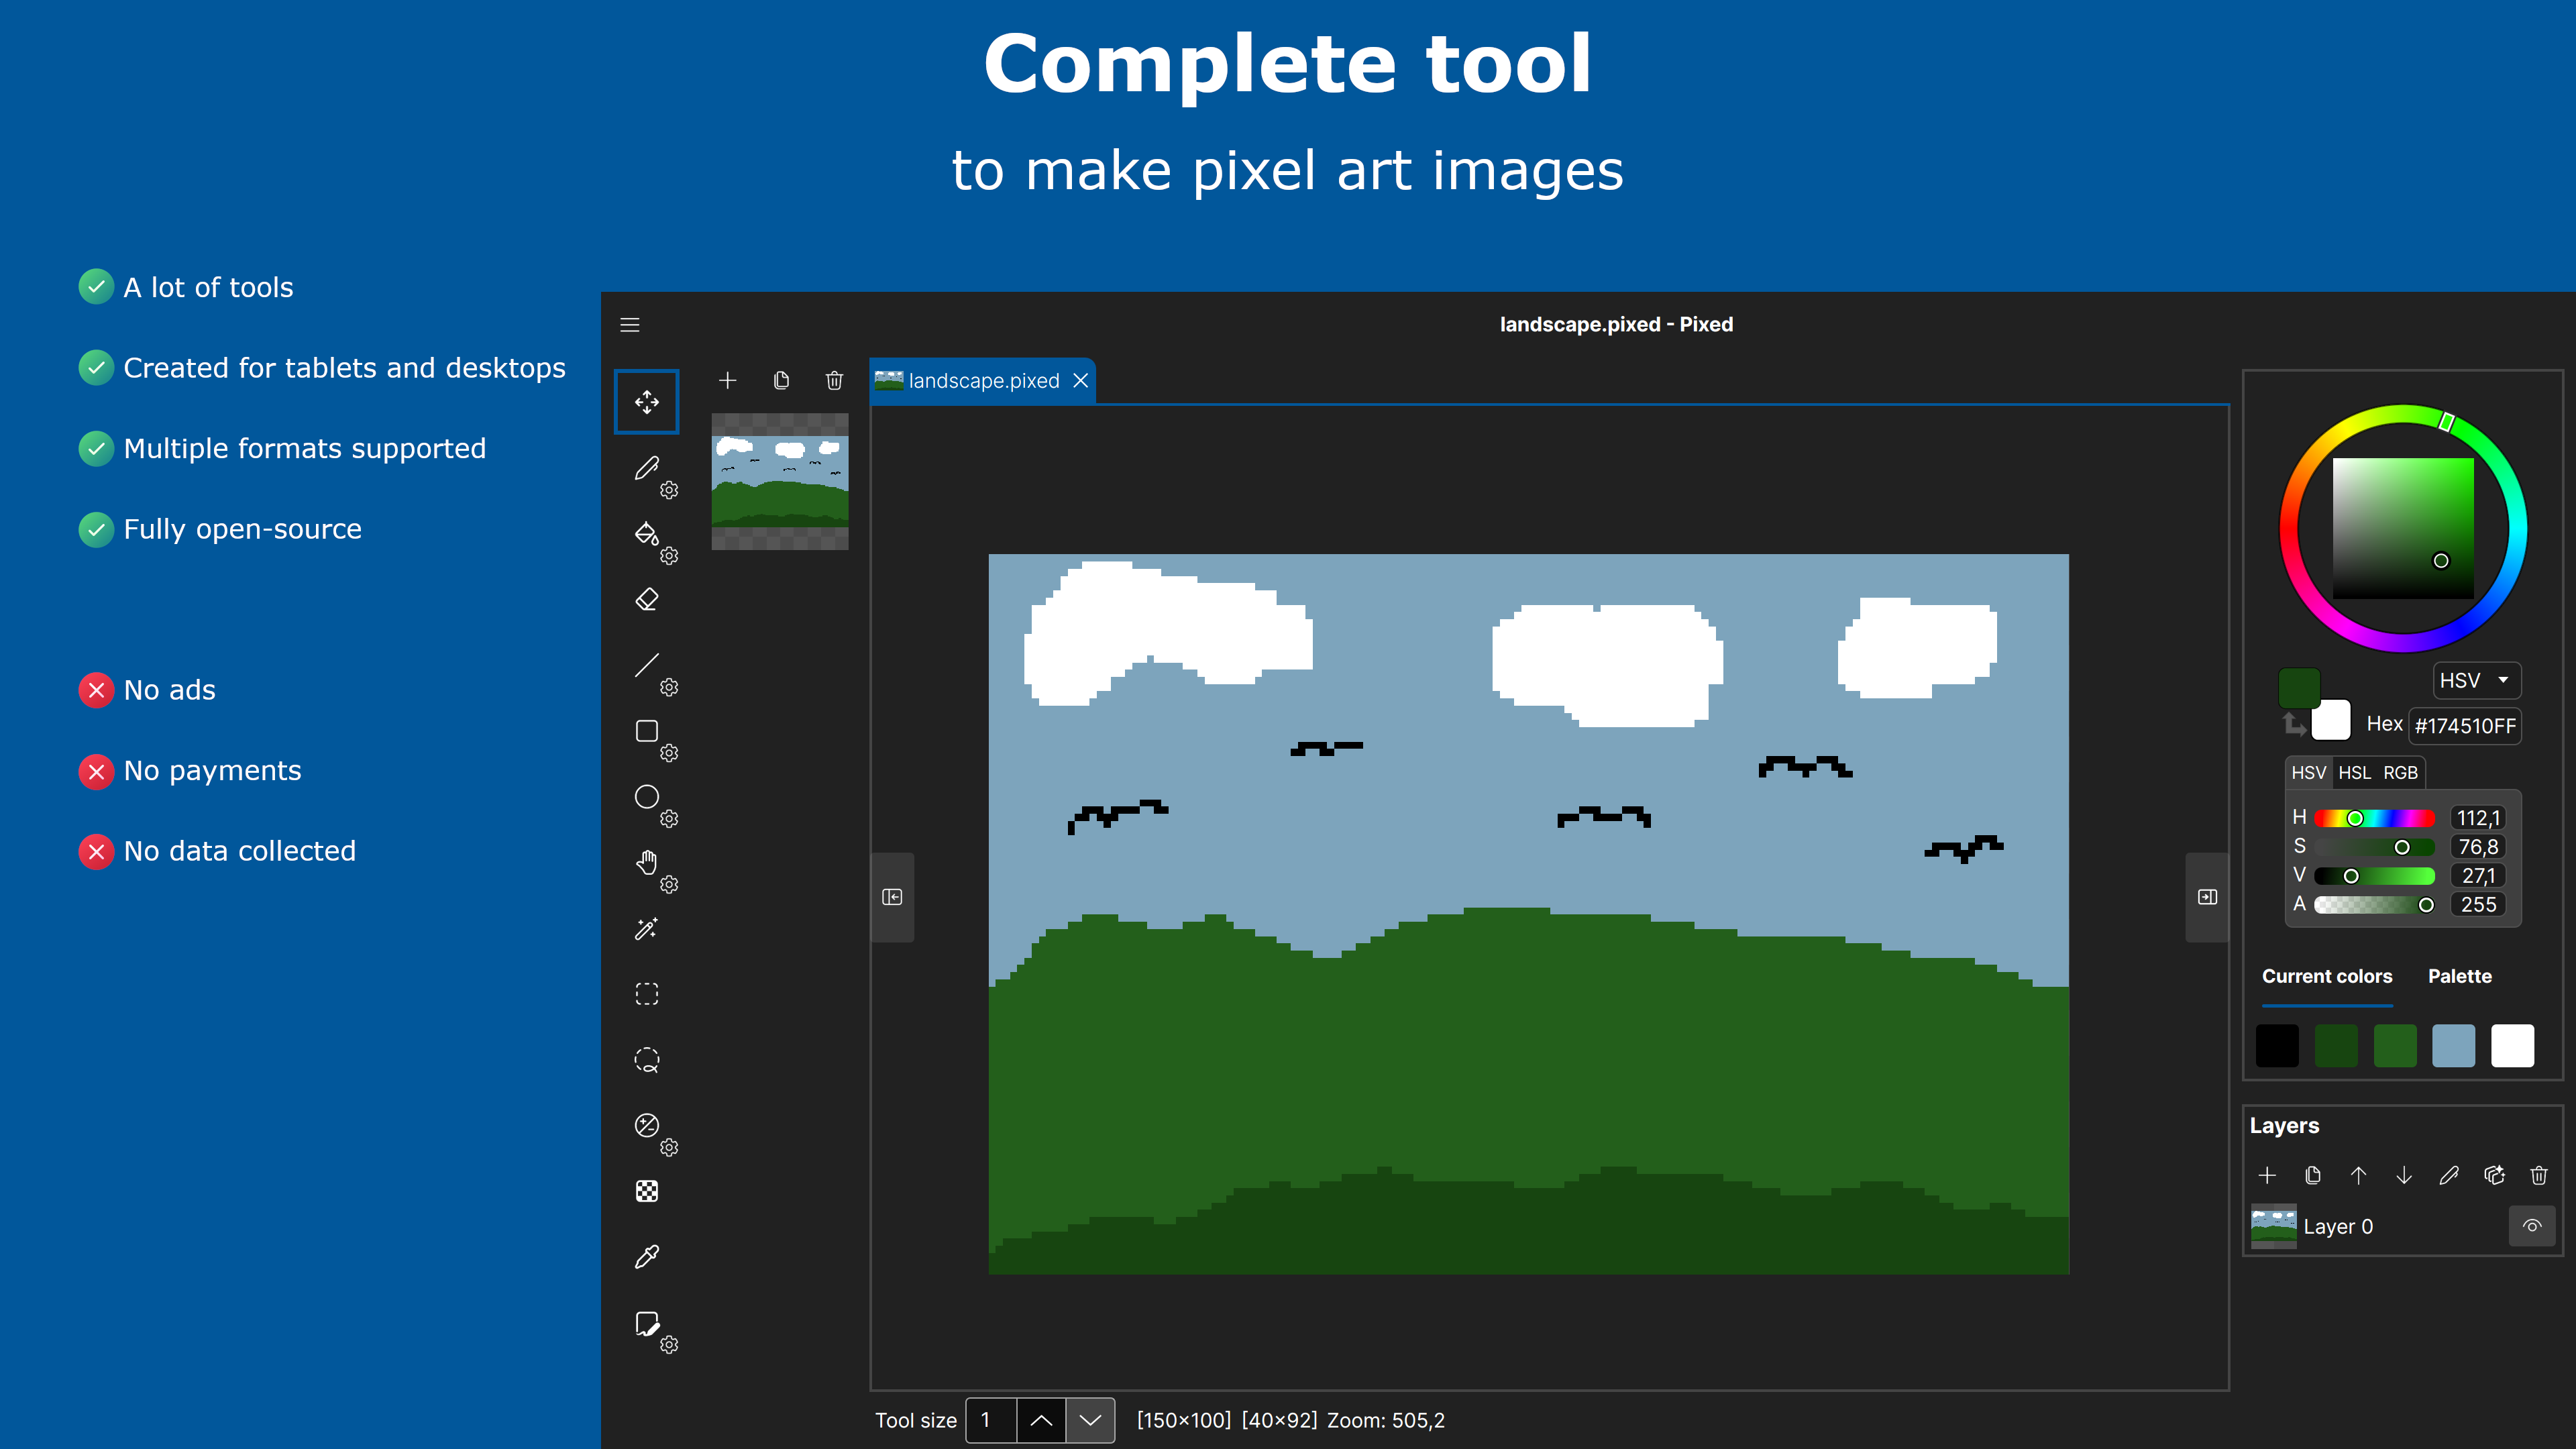 Complete tool
to make pixel art images
A lot of tools
Created for tablets and desktops
Multiple formats supported
Fully open-source
No ads
No payments
No data collected
landscape.pixed - Pixed
landscape.pixed
HSV
Hex #174510FF
HSV HSL RGB
H 112,1
S 76,8
V 27,1
A 255
Current colors Palette
Layers
Layer 0
Tool size 1 [150×100] [40×92] Zoom: 505,2